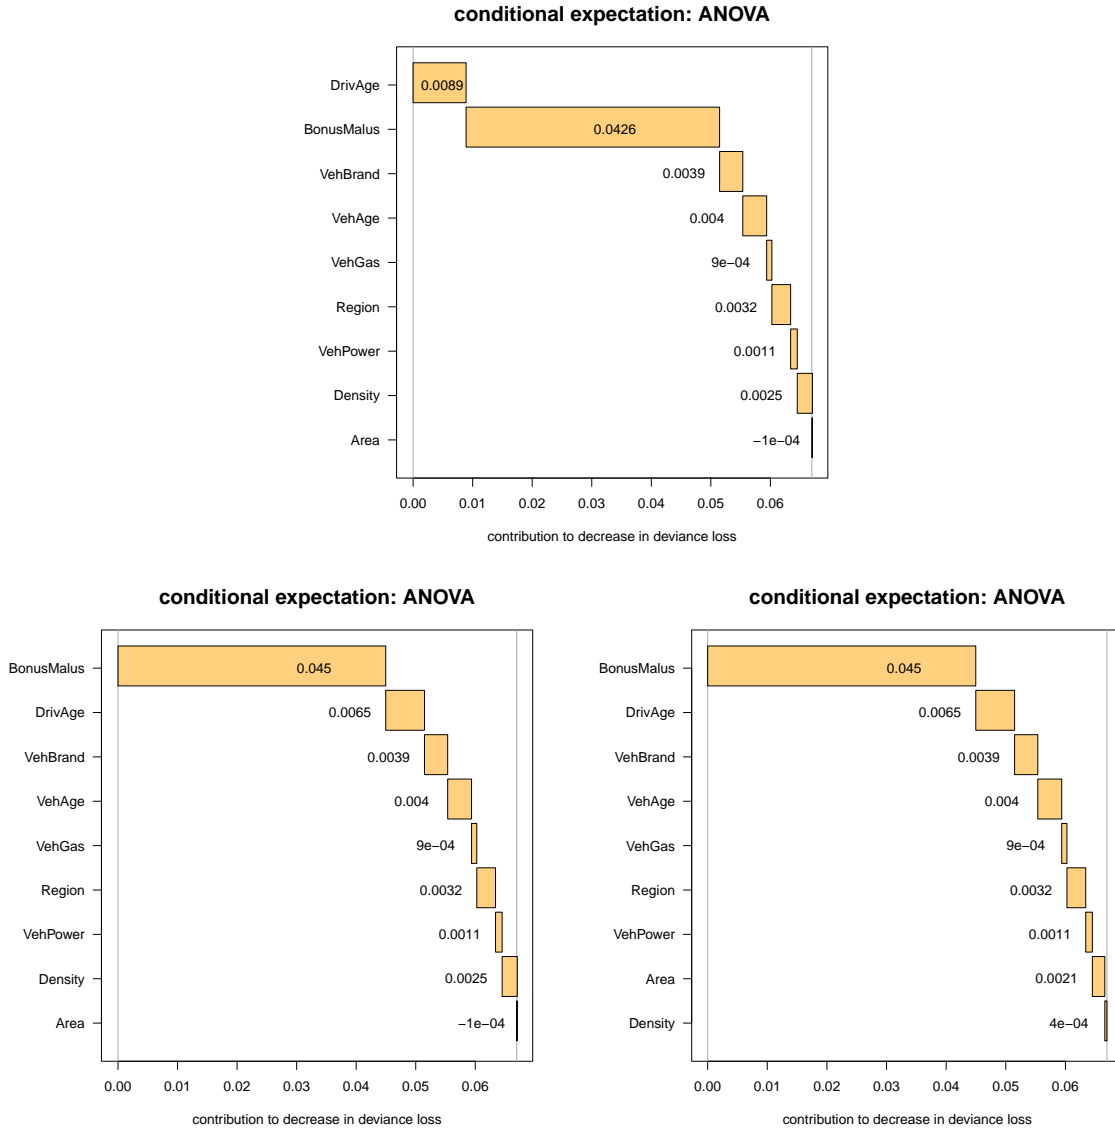 conditional expectation: ANOVA
DrivAge
0.0089
BonusMalus
0.0426
VehBrand
0.0039
VehAge
0.004
VehGas
9e−04
Region
0.0032
VehPower
0.0011
Density
0.0025
Area
−1e−04
0.00 0.01 0.02 0.03 0.04 0.05 0.06
contribution to decrease in deviance loss
conditional expectation: ANOVA
BonusMalus
0.045
DrivAge
0.0065
VehBrand
0.0039
VehAge
0.004
VehGas
9e−04
Region
0.0032
VehPower
0.0011
Density
0.0025
Area
−1e−04
0.00 0.01 0.02 0.03 0.04 0.05 0.06
contribution to decrease in deviance loss
conditional expectation: ANOVA
BonusMalus
0.045
DrivAge
0.0065
VehBrand
0.0039
VehAge
0.004
VehGas
9e−04
Region
0.0032
VehPower
0.0011
Area
0.0021
Density
4e−04
0.00 0.01 0.02 0.03 0.04 0.05 0.06
contribution to decrease in deviance loss